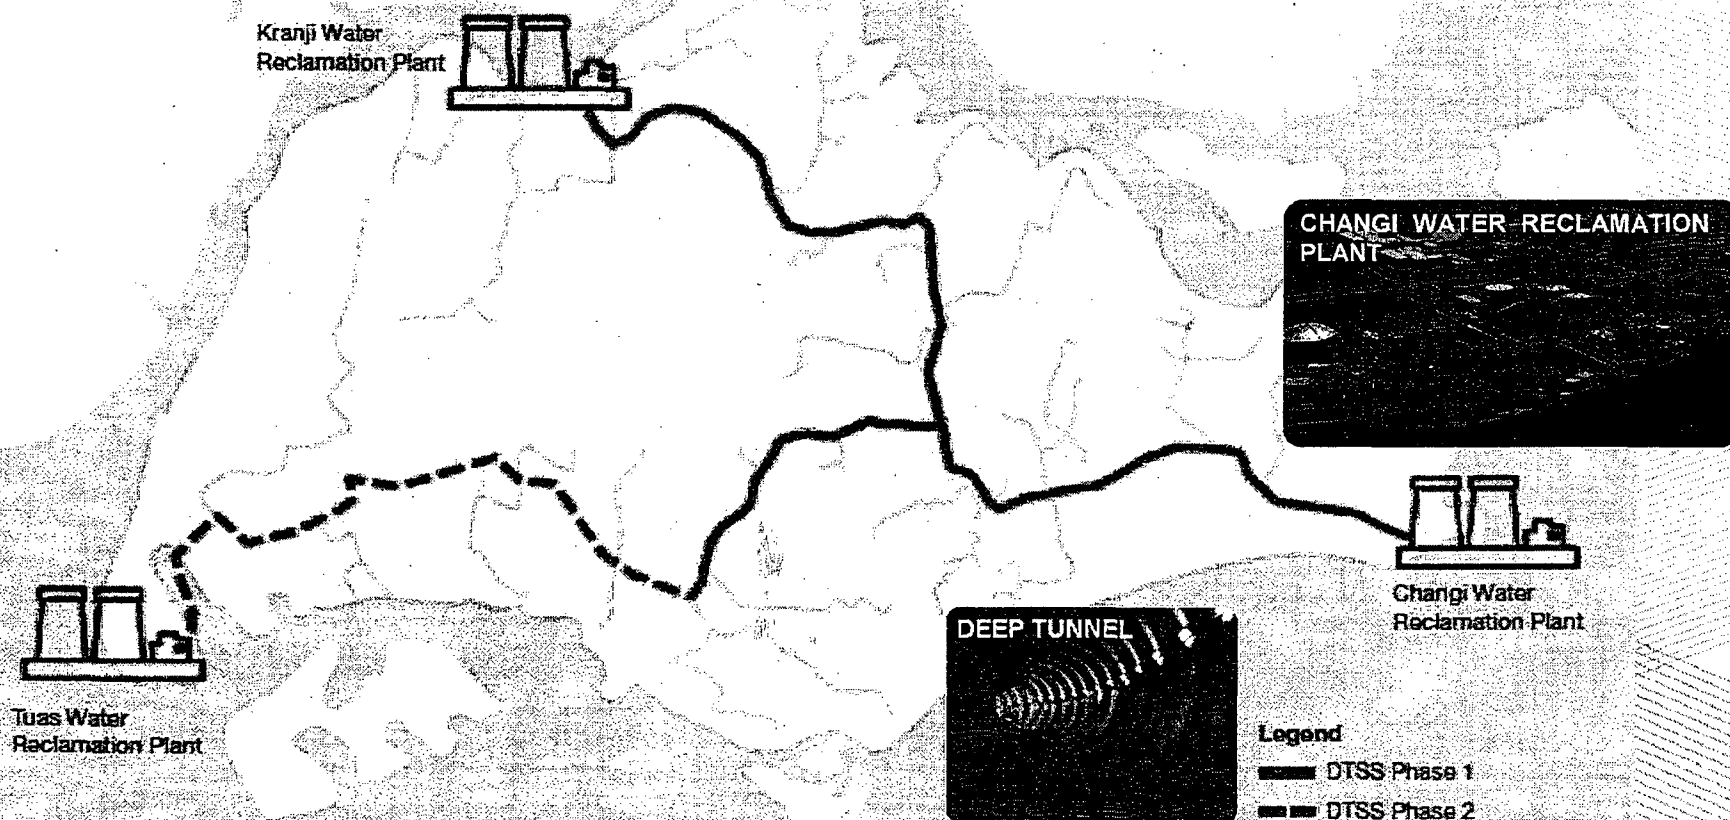 Kranji Water
Reclamation Plant
CHANGI WATER RECLAMATION
PLANT
Changi Water
Reclamation Plant
DEEP TUNNEL
Tuas Water
Reclamation Plant
Legend
DTSS Phase 1
DTSS Phase 2